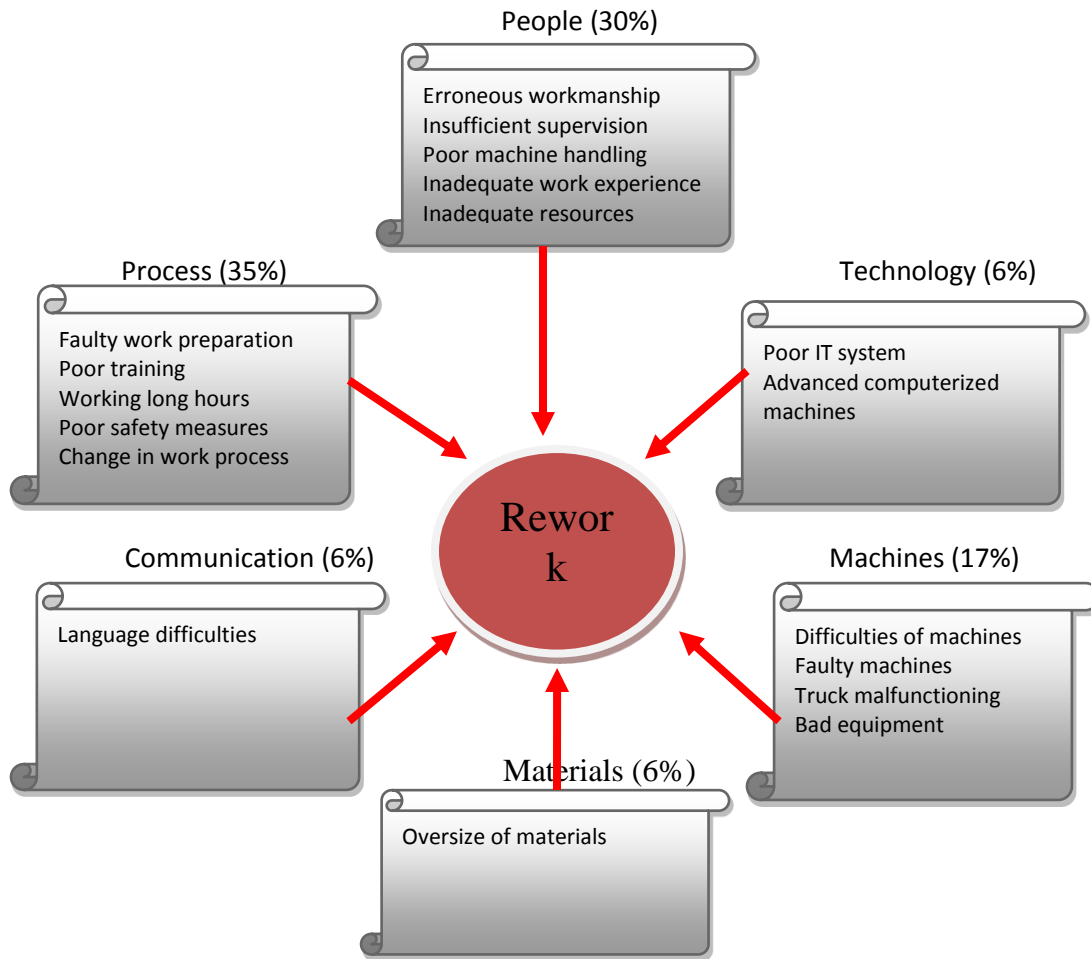 People (30%)
Erroneous workmanship
Insufficient supervision
Poor machine handling
Inadequate work experience
Inadequate resources
Process (35%)
Faulty work preparation
Poor training
Working long hours
Poor safety measures
Change in work process
Technology (6%)
Poor IT system
Advanced computerized
machines
Rewor
k
Communication (6%)
Language difficulties
Machines (17%)
Difficulties of machines
Faulty machines
Truck malfunctioning
Bad equipment
Materials (6%)
Oversize of materials